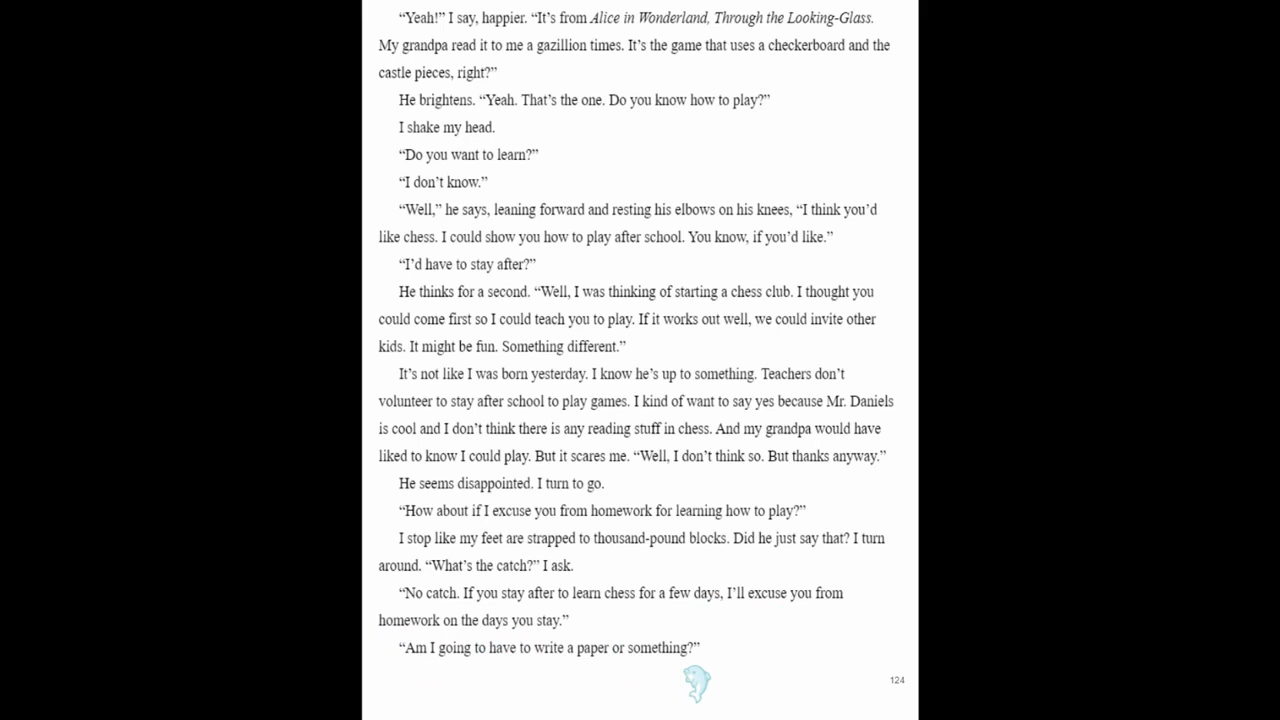 “Yeah!” I say, happier. “It’s from Alice in Wonderland, Through the Looking-Glass.
My grandpa read it to me a gazillion times. It’s the game that uses a checkerboard and the
castle pieces, right?”
He brightens. “Yeah. That’s the one. Do you know how to play?”
I shake my head.
“Do you want to learn?”
“I don’t know.”
“Well,” he says, leaning forward and resting his elbows on his knees, “I think you’d
like chess. I could show you how to play after school. You know, if you’d like.”
“I’d have to stay after?”
He thinks for a second. “Well, I was thinking of starting a chess club. I thought you
could come first so I could teach you to play. If it works out well, we could invite other
kids. It might be fun. Something different.”
It’s not like I was born yesterday. I know he’s up to something. Teachers don’t
volunteer to stay after school to play games. I kind of want to say yes because Mr. Daniels
is cool and I don’t think there is any reading stuff in chess. And my grandpa would have
liked to know I could play. But it scares me. “Well, I don’t think so. But thanks anyway.”
He seems disappointed. I turn to go.
“How about if I excuse you from homework for learning how to play?”
I stop like my feet are strapped to thousand-pound blocks. Did he just say that? I turn
around. “What’s the catch?” I ask.
“No catch. If you stay after to learn chess for a few days, I’ll excuse you from
homework on the days you stay.”
“Am I going to have to write a paper or something?”
124